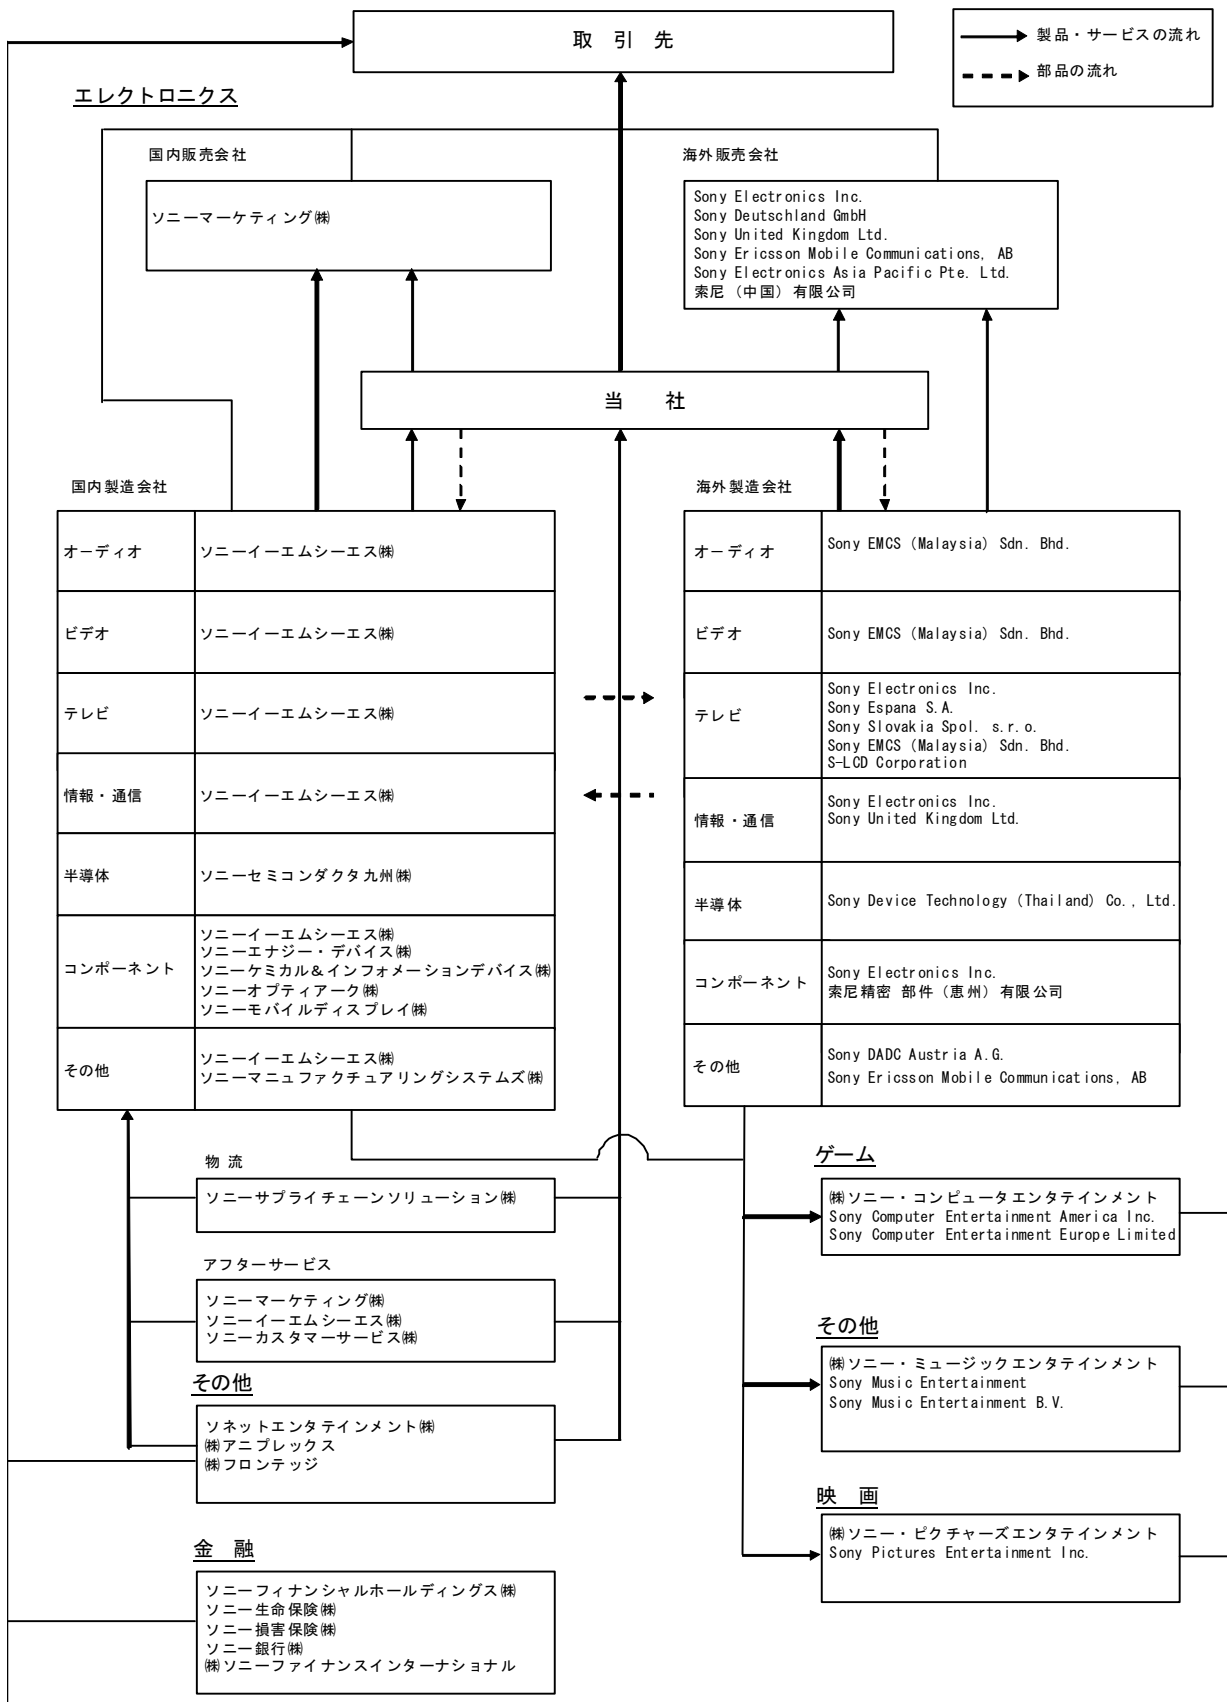 取 引 先
製品・サービスの流れ
部品の流れ
エレクトロニクス
国内販売会社
ソニーマーケティング㈱
海外販売会社
Sony Electronics Inc.
Sony Deutschland GmbH
Sony United Kingdom Ltd.
Sony Ericsson Mobile Communications, AB
Sony Electronics Asia Pacific Pte. Ltd.
索尼（中国）有限公司
当 社
国内製造会社
オーディオ
ソニーイーエムシーエス㈱
ビデオ
ソニーイーエムシーエス㈱
テレビ
ソニーイーエムシーエス㈱
情報・通信
ソニーイーエムシーエス㈱
半導体
ソニーセミコンダクタ九州㈱
コンポーネント
ソニーイーエムシーエス㈱
ソニーエナジー・デバイス㈱
ソニーケミカル＆インフォメーションデバイス㈱
ソニーオプティアーク㈱
ソニーモバイルディスプレイ㈱
その他
ソニーイーエムシーエス㈱
ソニーマニュファクチュアリングシステムズ㈱
海外製造会社
オーディオ
Sony EMCS (Malaysia) Sdn. Bhd.
ビデオ
Sony EMCS (Malaysia) Sdn. Bhd.
テレビ
Sony Electronics Inc.
Sony Espana S.A.
Sony Slovakia Spol. s.r.o.
Sony EMCS (Malaysia) Sdn. Bhd.
S-LCD Corporation
情報・通信
Sony Electronics Inc.
Sony United Kingdom Ltd.
半導体
Sony Device Technology (Thailand) Co., Ltd.
コンポーネント
Sony Electronics Inc.
索尼精密 部件（惠州）有限公司
その他
Sony DADC Austria A.G.
Sony Ericsson Mobile Communications, AB
物 流
ソニーサプライチェーンソリューション㈱
アフターサービス
ソニーマーケティング㈱
ソニーイーエムシーエス㈱
ソニーカスタマーサービス㈱
その他
ソネットエンタテインメント㈱
㈱アニプレックス
㈱フロンテッジ
金 融
ソニーフィナンシャルホールディングス㈱
ソニー生命保険㈱
ソニー損害保険㈱
ソニー銀行㈱
㈱ソニーファイナンスインターナショナル
ゲーム
㈱ソニー・コンピュータエンタテインメント
Sony Computer Entertainment America Inc.
Sony Computer Entertainment Europe Limited
その他
㈱ソニー・ミュージックエンタテインメント
Sony Music Entertainment
Sony Music Entertainment B.V.
映 画
㈱ソニー・ピクチャーズエンタテインメント
Sony Pictures Entertainment Inc.